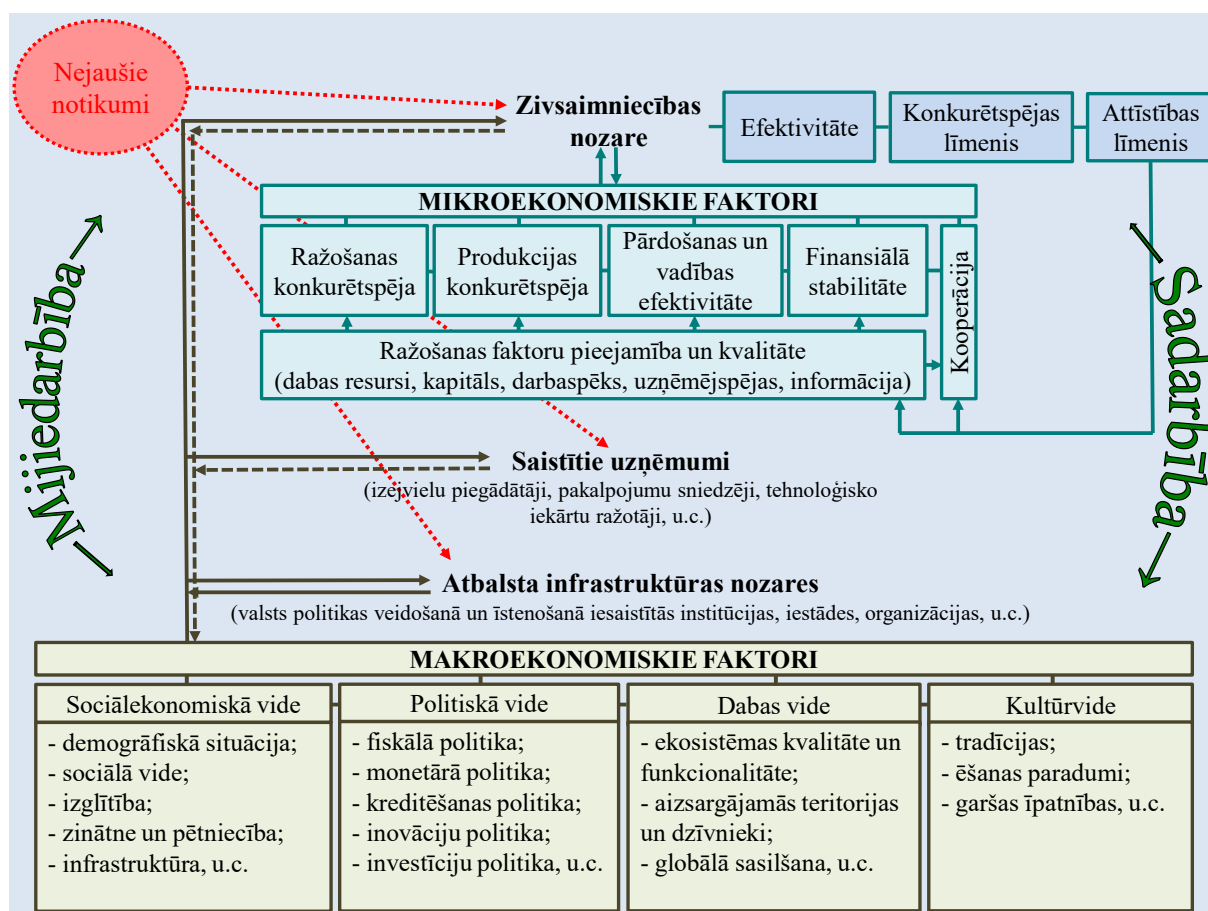 Nejaušie
notikumi
Zivsaimniecības
nozare
Efektivitāte
Konkurētspējas
līmenis
Attīstības
līmenis
MIKROEKONOMISKIE FAKTORI
Ražošanas
konkurētspēja
Produkcijas
konkurētspēja
Pārdošanas un
vadības
efektivitāte
Finansiālā
stabilitāte
Kooperācija
Ražošanas faktoru pieejamība un kvalitāte
(dabas resursi, kapitāls, darbaspēks, uzņēmējspējas, informācija)
Mijiedarbība
Sadarbība
Saistītie uzņēmumi
(izejvielu piegādātāji, pakalpojumu sniedzēji, tehnoloģisko
iekārtu ražotāji, u.c.)
Atbalsta infrastruktūras nozares
(valsts politikas veidošanā un īstenošanā iesaistītās institūcijas, iestādes, organizācijas, u.c.)
MAKROEKONOMISKIE FAKTORI
Sociālekonomiskā vide
- demogrāfiskā situācija;
- sociālā vide;
- izglītība;
- zinātne un pētniecība;
- infrastruktūra, u.c.
Politiskā vide
- fiskālā politika;
- monetārā politika;
- kreditēšanas politika;
- inovāciju politika;
- investīciju politika, u.c.
Dabas vide
- ekosistēmas kvalitāte un
funkcionalitāte;
- aizsargājamās teritorijas
un dzīvnieki;
- globālā sasilšana, u.c.
Kultūrvide
- tradīcijas;
- ēšanas paradumi;
- garšas īpatnības, u.c.